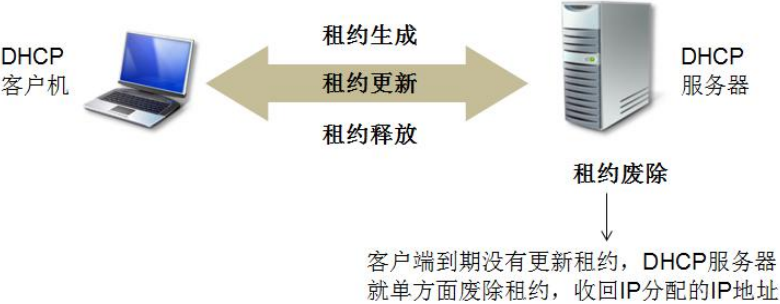 租约生成
DHCP
客户机
租约更新
DHCP
服务器
租约释放
租约废除
客户端到期没有更新租约，DHCP服务器
就单方面废除租约，收回IP分配的IP地址